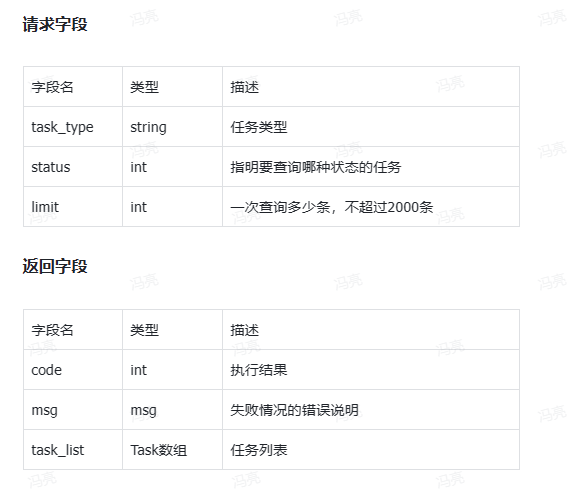 请求字段
字段名 类型 描述
task_type string 任务类型
status int 指明要查询哪种状态的任务
limit int 一次查询多少条，不超过2000条
返回字段
字段名 类型 描述
code int 执行结果
msg msg 失败情况的错误说明
task_list Task数组 任务列表
冯亮